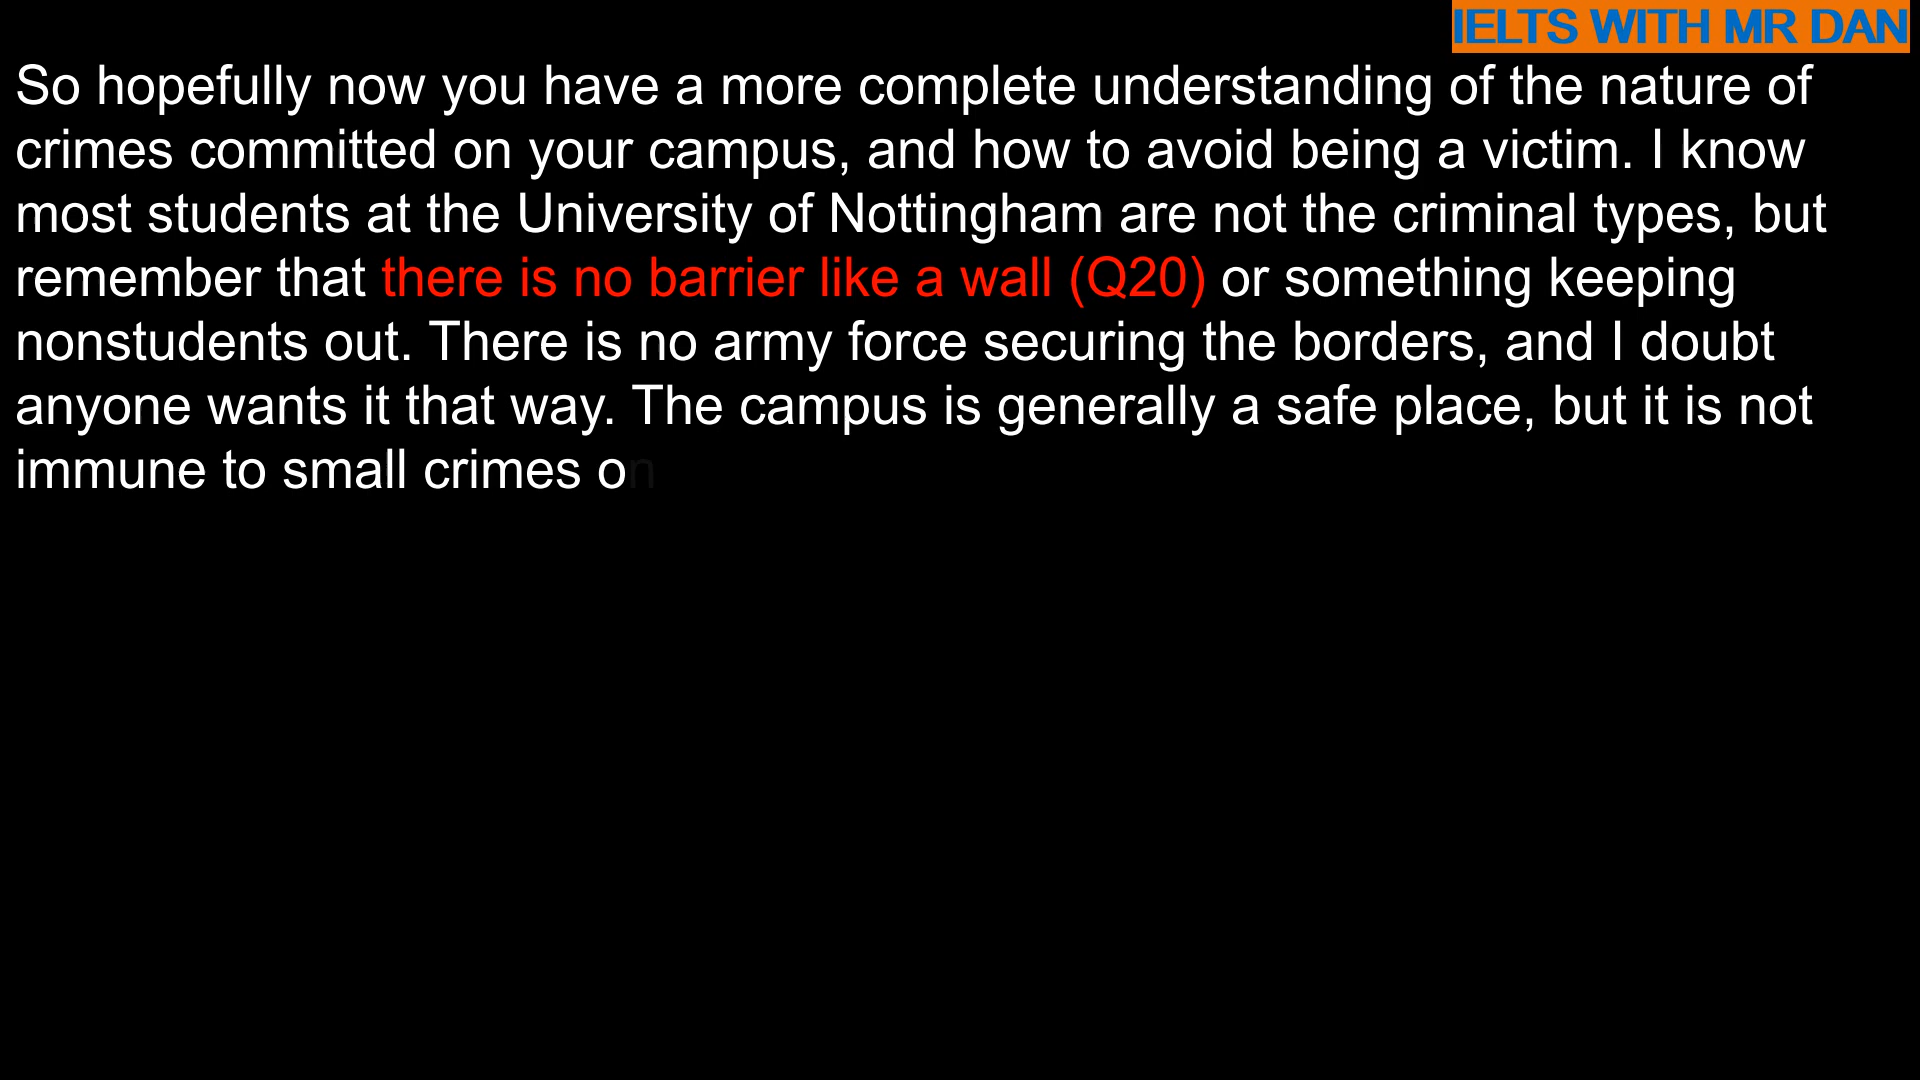 IELTS WITH MR DAN
So hopefully now you have a more complete understanding of the nature of
crimes committed on your campus, and how to avoid being a victim. I know
most students at the University of Nottingham are not the criminal types, but
remember that there is no barrier like a wall (Q20) or something keeping
nonstudents out. There is no army force securing the borders, and I doubt
anyone wants it that way. The campus is generally a safe place, but it is not
immune to small crimes on